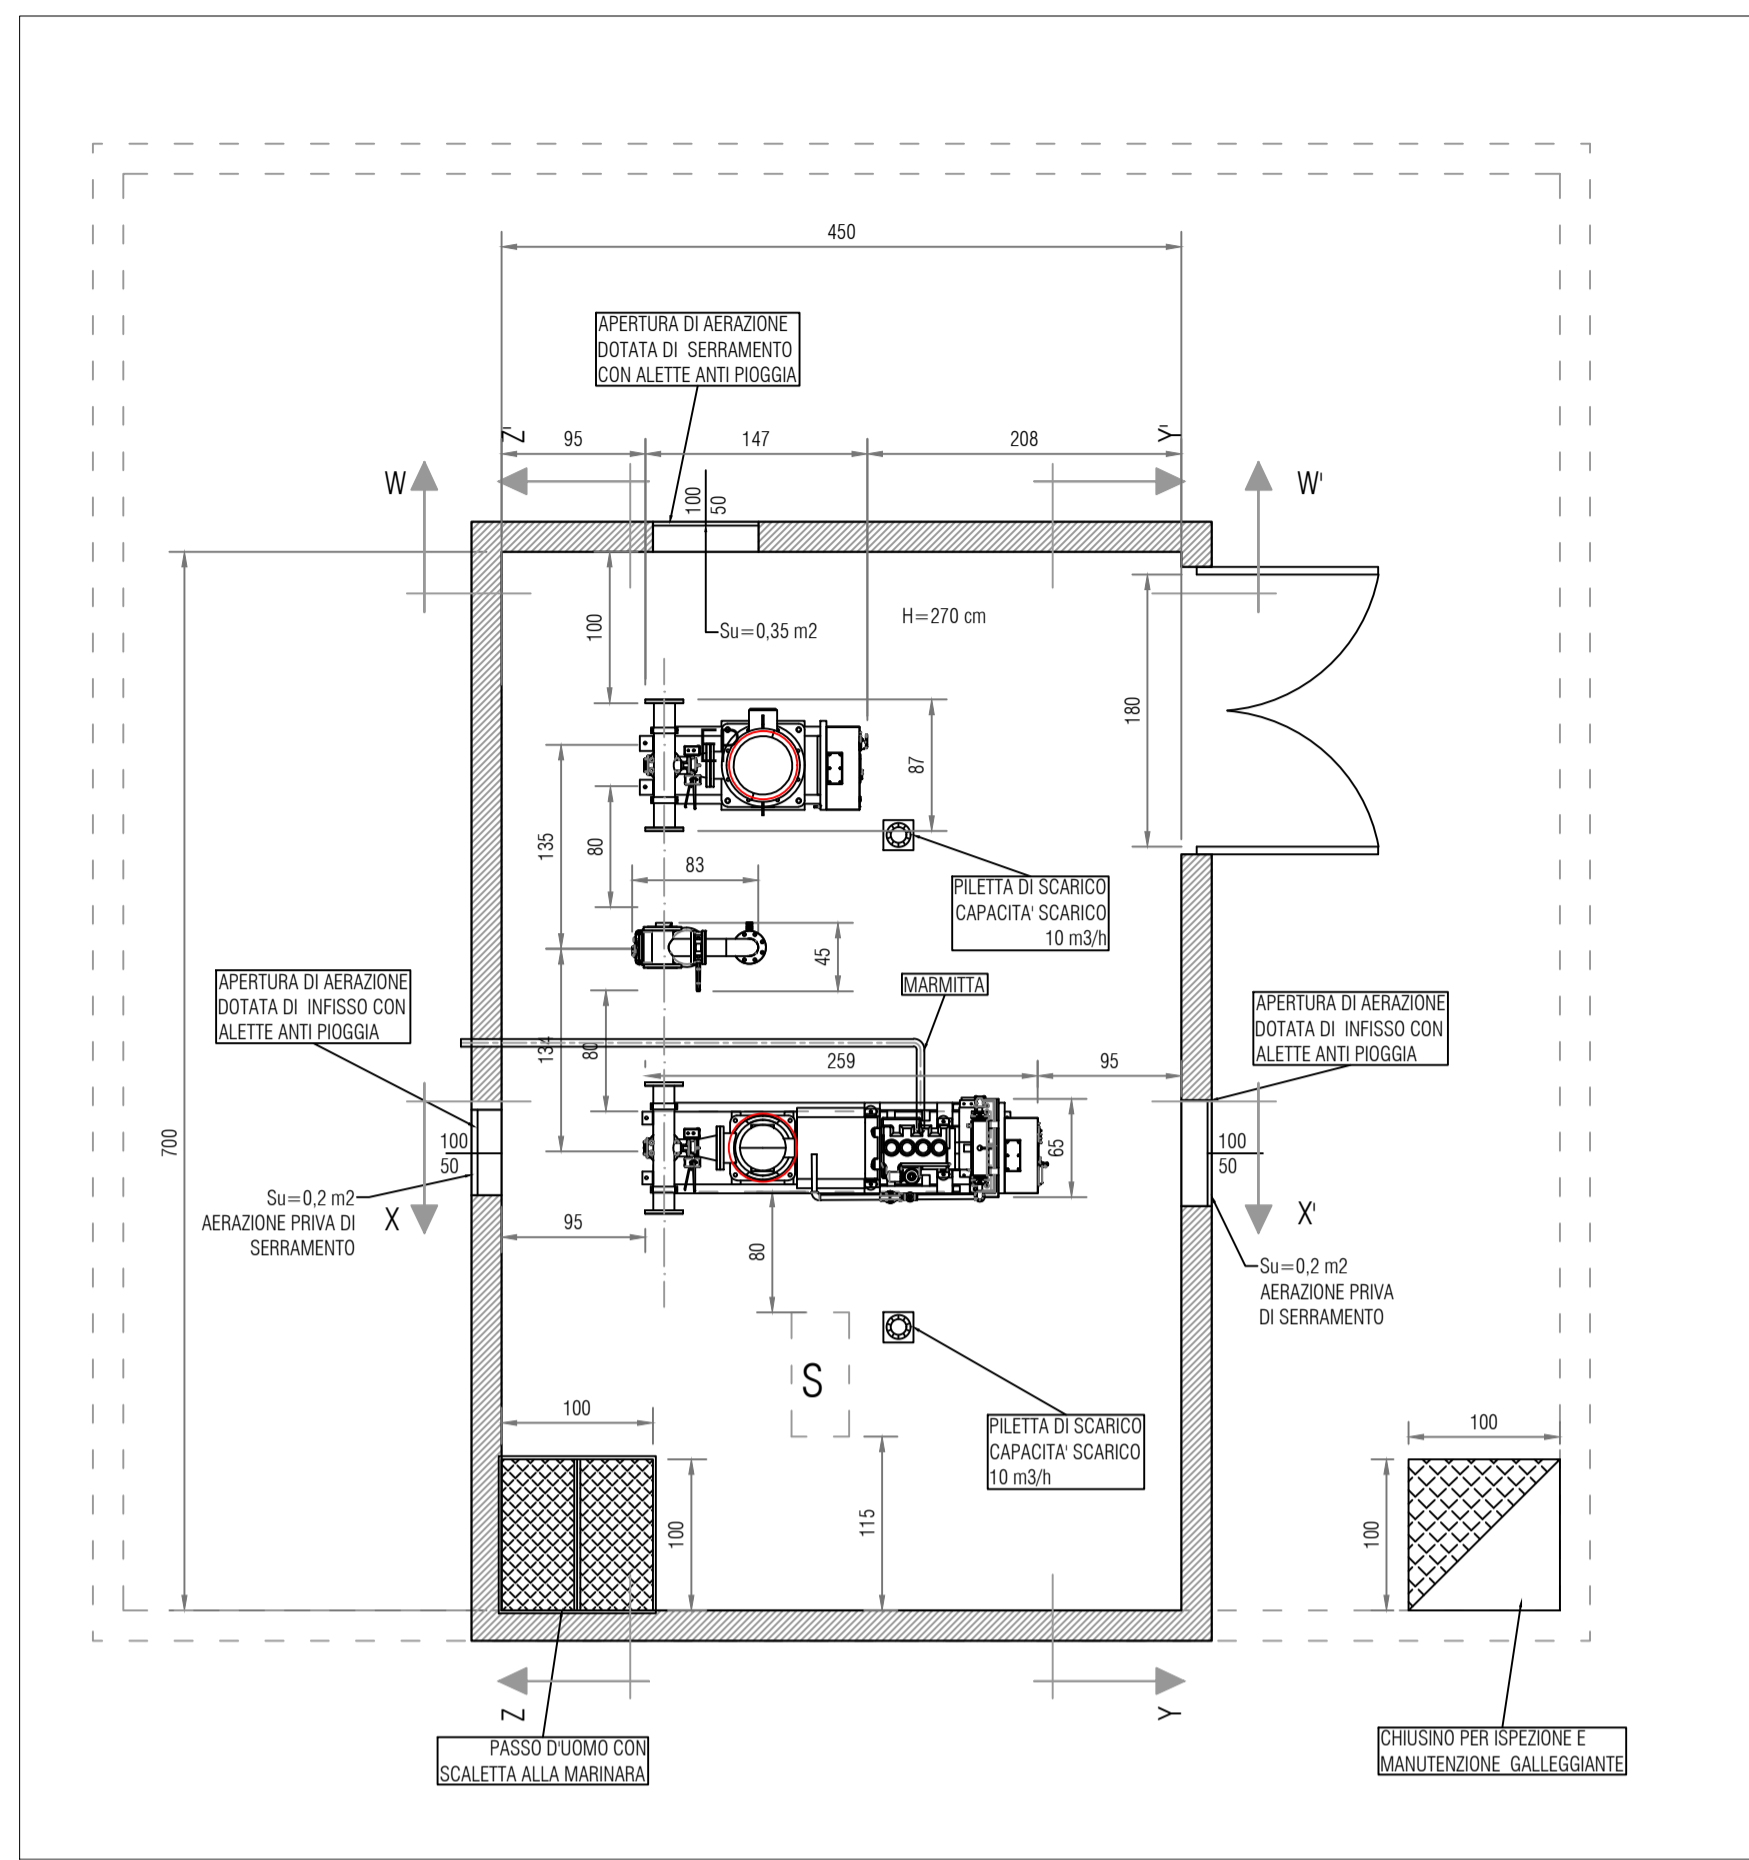 450
APERTURA DI AERAZIONE
DOTATA DI SERRAMENTO
CON ALETTE ANTI PIOGGIA
Z'
95
147
208
Y'
W
W'
100
50
100
Su=0,35 m2
H=270 cm
180
87
135
80
83
PILETTA DI SCARICO
CAPACITA' SCARICO
10 m3/h
45
APERTURA DI AERAZIONE
DOTATA DI INFISSO CON
ALETTE ANTI PIOGGIA
MARMITTA
APERTURA DI AERAZIONE
DOTATA DI INFISSO CON
ALETTE ANTI PIOGGIA
134
80
259
95
700
100
50
65
100
50
Su=0,2 m2
AERAZIONE PRIVA DI
SERRAMENTO
X
95
80
X'
Su=0,2 m2
AERAZIONE PRIVA
DI SERRAMENTO
S
100
100
115
PILETTA DI SCARICO
CAPACITA' SCARICO
10 m3/h
100
100
Z
Y
PASSO D'UOMO CON
SCALETTA ALLA MARINARA
CHIUSINO PER ISPEZIONE E
MANUTENZIONE GALLEGGIANTE